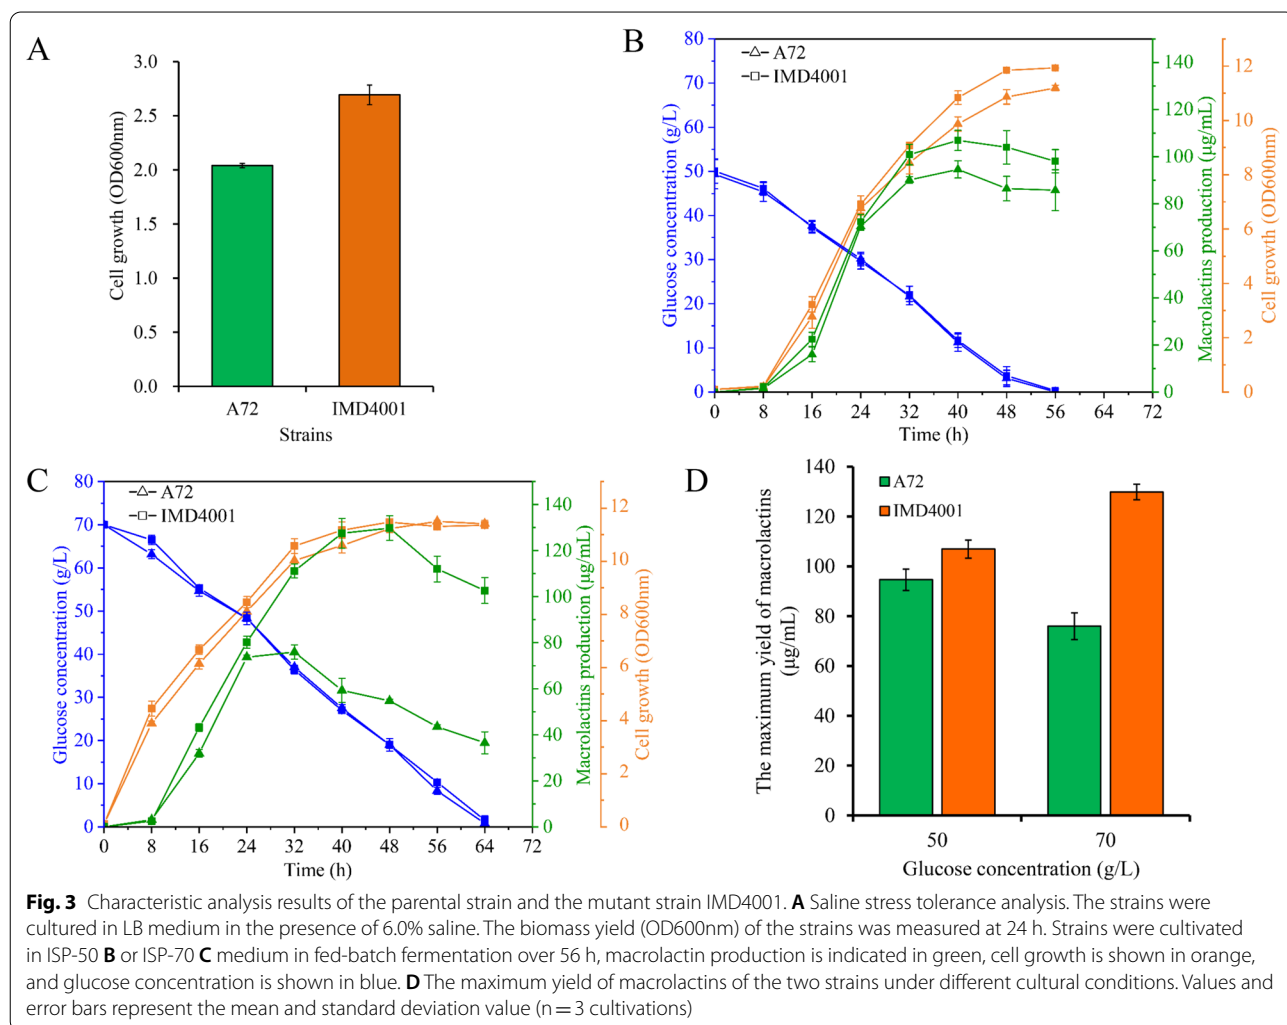 A
3.0
2.5
2.0
1.5
1.0
0.5
0.0
Cell growth (OD600nm)
A72 IMD4001
Strains
B
A72
IMD4001
80
70
60
50
40
30
20
10
0
Glucose concentration (g/L)
0 8 16 24 32 40 48 56 64 72
Time (h)
140
120
100
80
60
40
20
0
Macrolactins production (μg/mL)
12
10
8
6
4
2
0
Cell growth (OD600nm)
C
A72
IMD4001
80
70
60
50
40
30
20
10
0
Glucose concentration (g/L)
0 8 16 24 32 40 48 56 64 72
Time (h)
140
120
100
80
60
40
20
0
Macrolactins production (μg/mL)
12
10
8
6
4
2
0
Cell growth (OD600nm)
D
A72
IMD4001
140
120
100
80
60
40
20
0
The maximum yield of macrolactins
(μg/mL)
50 70
Glucose concentration (g/L)
Fig. 3 Characteristic analysis results of the parental strain and the mutant strain IMD4001. A Saline stress tolerance analysis. The strains were
cultured in LB medium in the presence of 6.0% saline. The biomass yield (OD600nm) of the strains was measured at 24 h. Strains were cultivated
in ISP-50 B or ISP-70 C medium in fed-batch fermentation over 56 h, macrolactin production is indicated in green, cell growth is shown in orange,
and glucose concentration is shown in blue. D The maximum yield of macrolactins of the two strains under different cultural conditions. Values and
error bars represent the mean and standard deviation value (n = 3 cultivations)